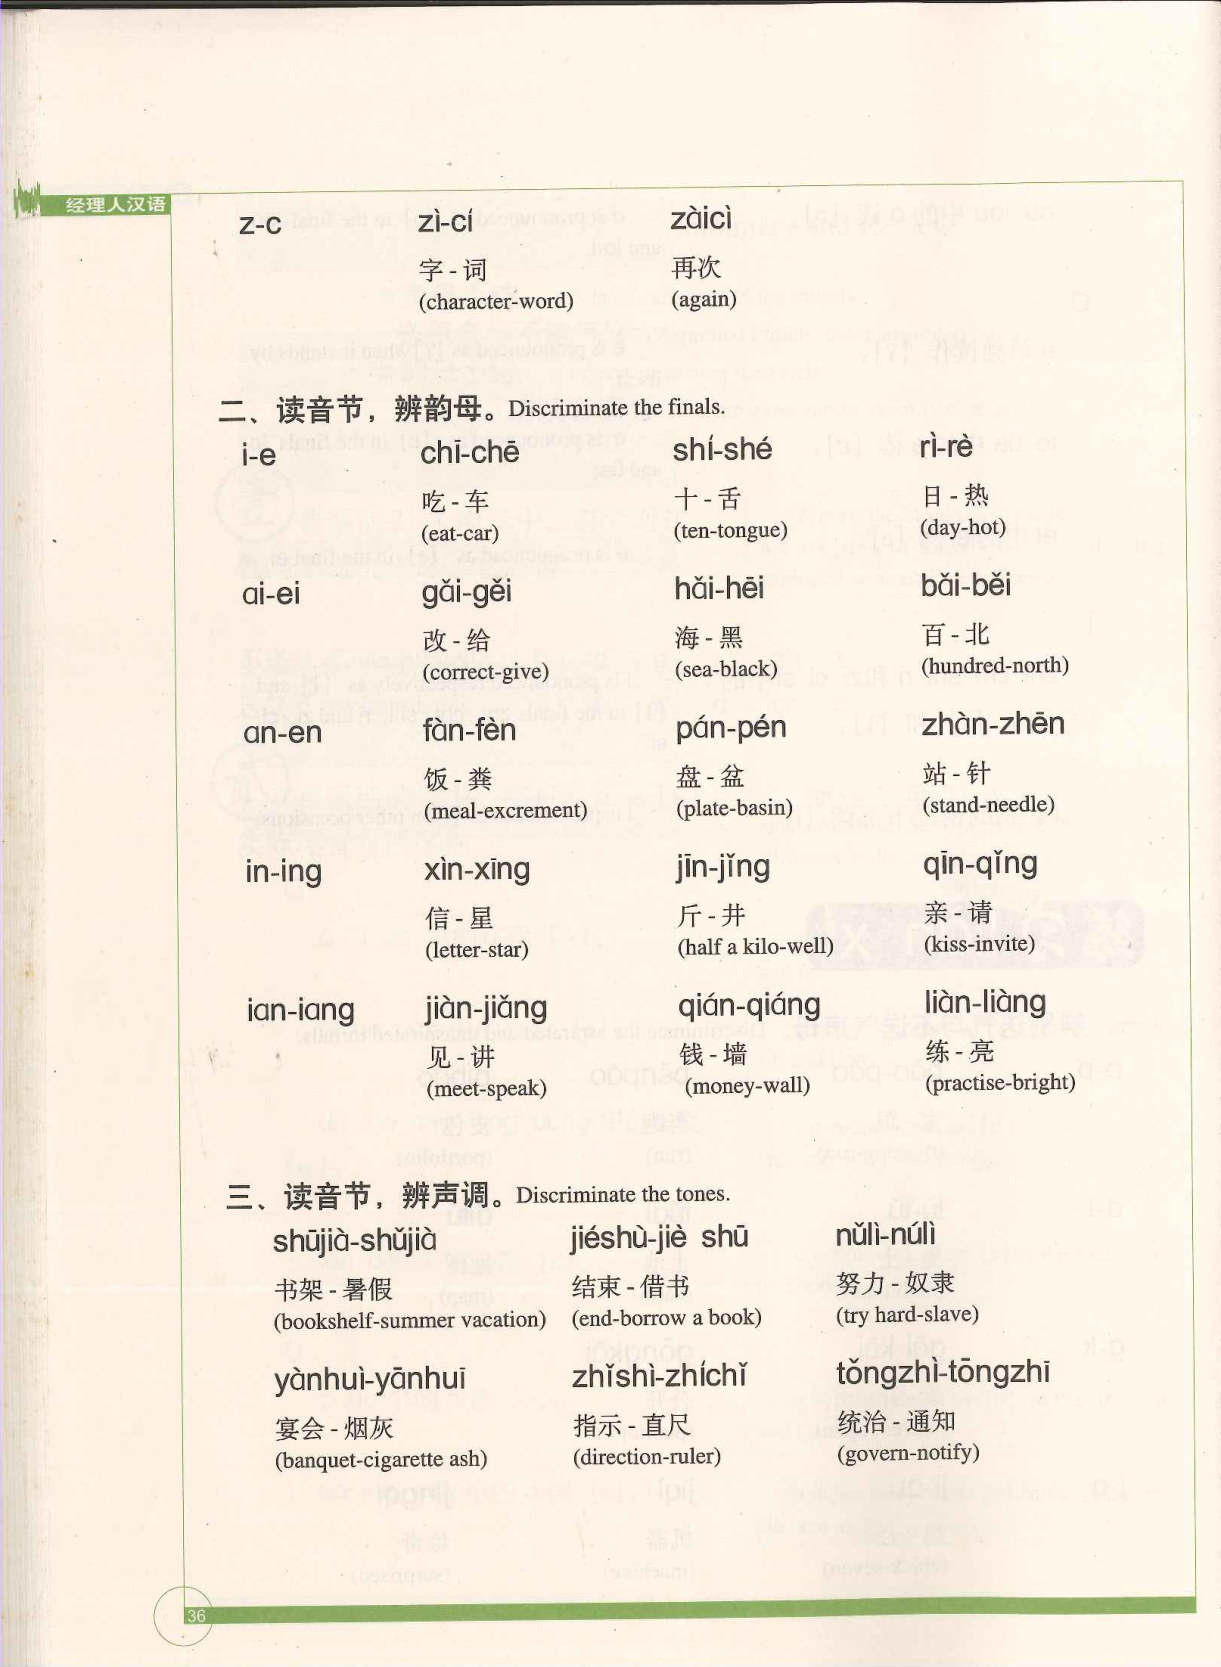 经理人汉语
z-c zì-cí zàicì
字 - 词 再次
(character-word) (again)
二、读音节，辨韵母。Discriminate the finals.
i-e chī-chē shí-shé rì-rè
吃 - 车 十 - 舌 日 - 热
(eat-car) (ten-tongue) (day-hot)
ai-ei gǎi-gěi hǎi-hēi bǎi-běi
改 - 给 海 - 黑 百 - 北
(correct-give) (sea-black) (hundred-north)
an-en fàn-fèn pán-pén zhàn-zhēn
饭 - 粪 盘 - 盆 站 - 针
(meal-excrement) (plate-basin) (stand-needle)
in-ing xìn-xīng jīn-jǐng qīn-qǐng
信 - 星 斤 - 井 亲 - 请
(letter-star) (half a kilo-well) (kiss-invite)
ian-iang jiàn-jiǎng qián-qiáng liàn-liàng
见 - 讲 钱 - 墙 练 - 亮
(meet-speak) (money-wall) (practise-bright)
三、读音节，辨声调。Discriminate the tones.
shūjià-shǔjià jiéshù-jiè shū nǔlì-núlì
书架 - 暑假 结束 - 借书 努力 - 奴隶
(bookshelf-summer vacation) (end-borrow a book) (try hard-slave)
yànhuì-yānhuī zhǐshì-zhíchǐ tǒngzhì-tōngzhī
宴会 - 烟灰 指示 - 直尺 统治 - 通知
(banquet-cigarette ash) (direction-ruler) (govern-notify)
36